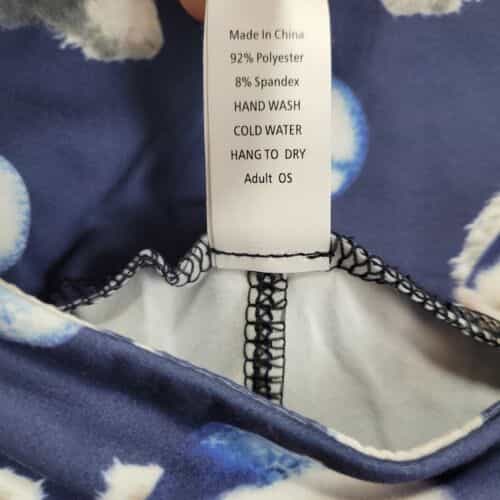 Made In China
92% Polyester
8% Spandex
HAND WASH
COLD WATER
HANG TO DRY
Adult OS